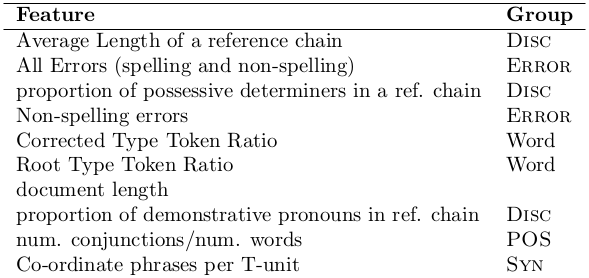 Feature Group
Average Length of a reference chain Disc
All Errors (spelling and non-spelling) Error
proportion of possessive determiners in a ref. chain Disc
Non-spelling errors Error
Corrected Type Token Ratio Word
Root Type Token Ratio Word
document length
proportion of demonstrative pronouns in ref. chain Disc
num. conjunctions/num. words POS
Co-ordinate phrases per T-unit Syn